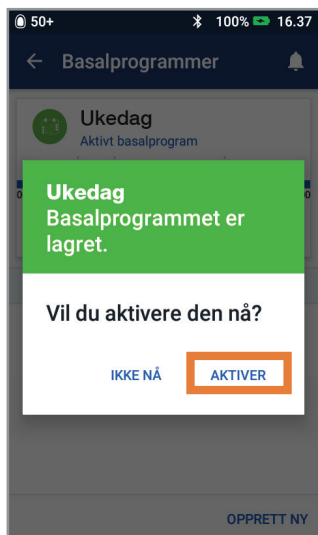 50+ 100% 16.37
Basalprogrammer
Ukedag
Aktivt basalprogram
Ukedag
Basalprogrammet er
lagret.
Vil du aktivere den nå?
IKKE NÅ AKTIVER
OPPRETT NY